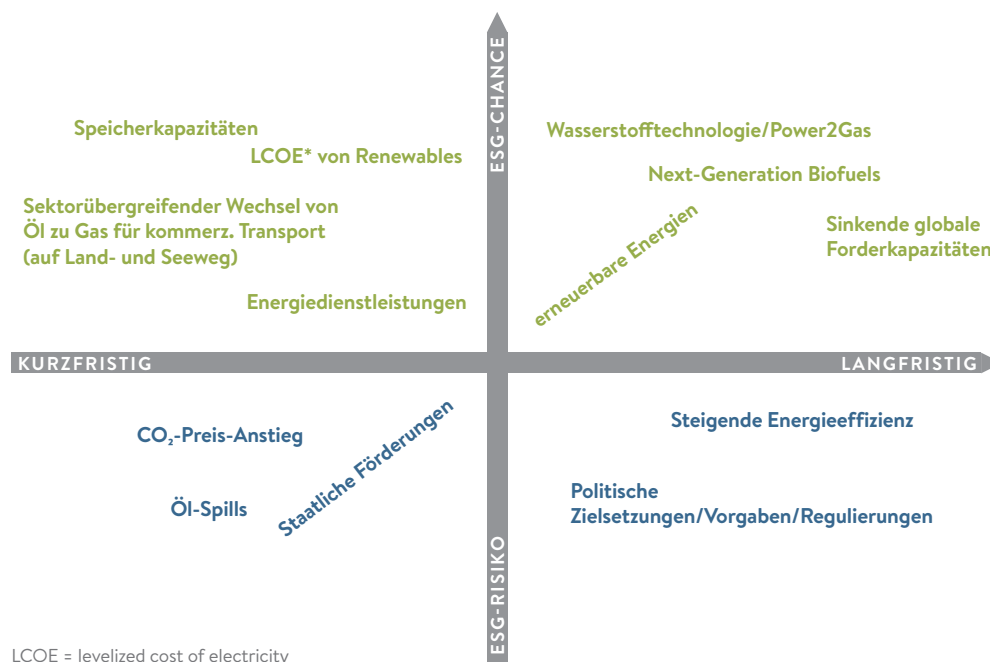 ESG-CHANCE
Speicherkapazitäten
LCOE* von Renewables
Sektorübergreifender Wechsel von
Öl zu Gas für kommerz. Transport
(auf Land- und Seeweg)
Energiedienstleistungen
Wasserstofftechnologie/Power2Gas
Next-Generation Biofuels
erneuerbare Energien
Sinkende globale
Forderkapazitäten
KURZFRISTIG
LANGFRISTIG
CO₂-Preis-Anstieg
Staatliche Förderungen
Öl-Spills
Steigende Energieeffizienz
Politische
Zielsetzungen/Vorgaben/Regulierungen
ESG-RISIKO
LCOE = levelized cost of electricity